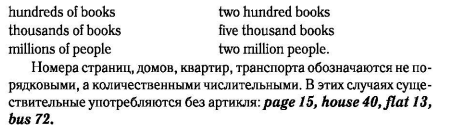 hundreds of books two hundred books
thousands of books five thousand books
millions of people two million people.
Номера страниц, домов, квартир, транспорта обозначаются не по-
рядковыми, а количественными числительными. В этих случаях суще-
ствительные употребляются без артикля: page 15, house 40, flat 13,
bus 72.